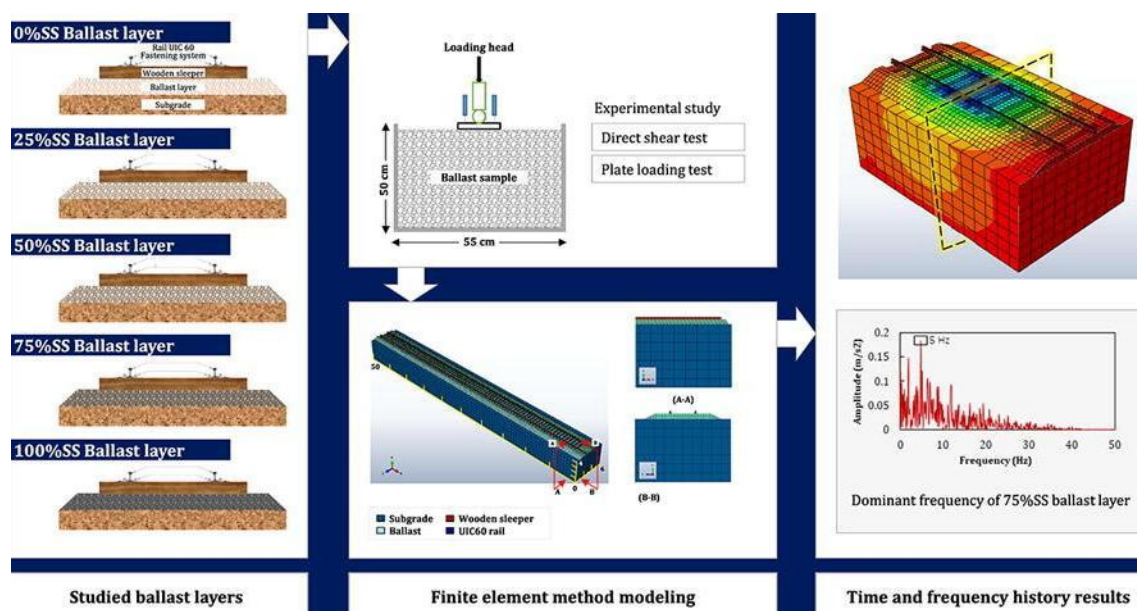 0%SS Ballast layer
Rail UIC 60
Fastening system
Wooden sleeper
Ballast layer
Subgrade
25%SS Ballast layer
50%SS Ballast layer
75%SS Ballast layer
100%SS Ballast layer
Studied ballast layers
Loading head
50 cm
Ballast sample
55 cm
Experimental study
Direct shear test
Plate loading test
50
A
B
A
0
B
(A-A)
(B-B)
Subgrade
Wooden sleeper
Ballast
UIC60 rail
Finite element method modeling
Amplitude (m/s2)
0.2
0.15
0.1
0.05
0
5 Hz
0
10
20
30
40
50
Frequency (Hz)
Dominant frequency of 75%SS ballast layer
Time and frequency history results